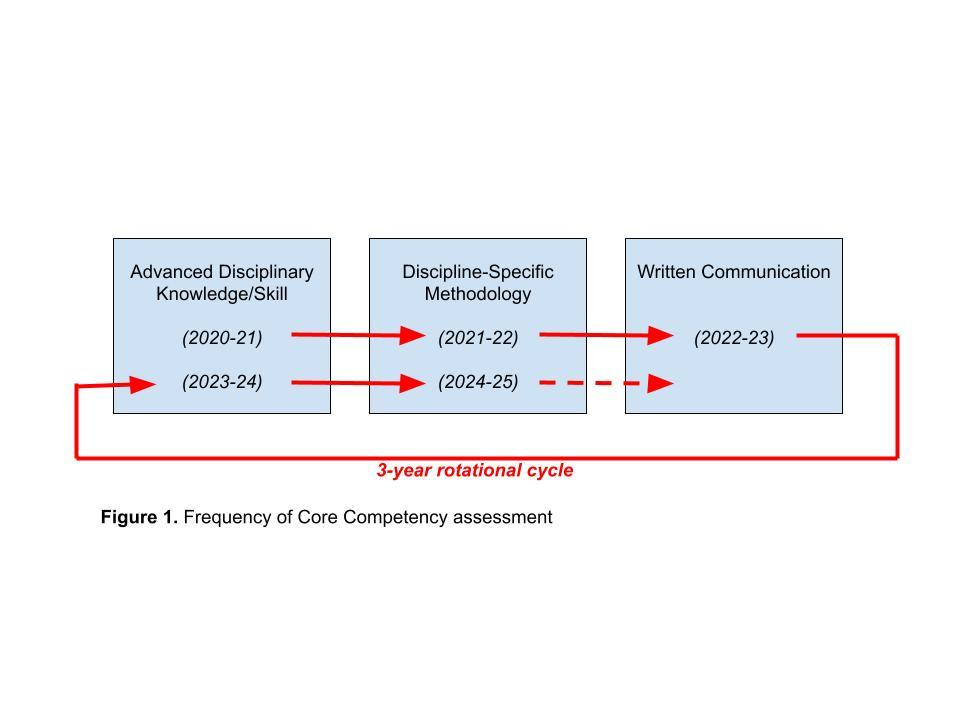 Advanced Disciplinary
Knowledge/Skill
(2020-21)
(2023-24)
Discipline-Specific
Methodology
(2021-22)
(2024-25)
Written Communication
(2022-23)
3-year rotational cycle
Figure 1. Frequency of Core Competency assessment